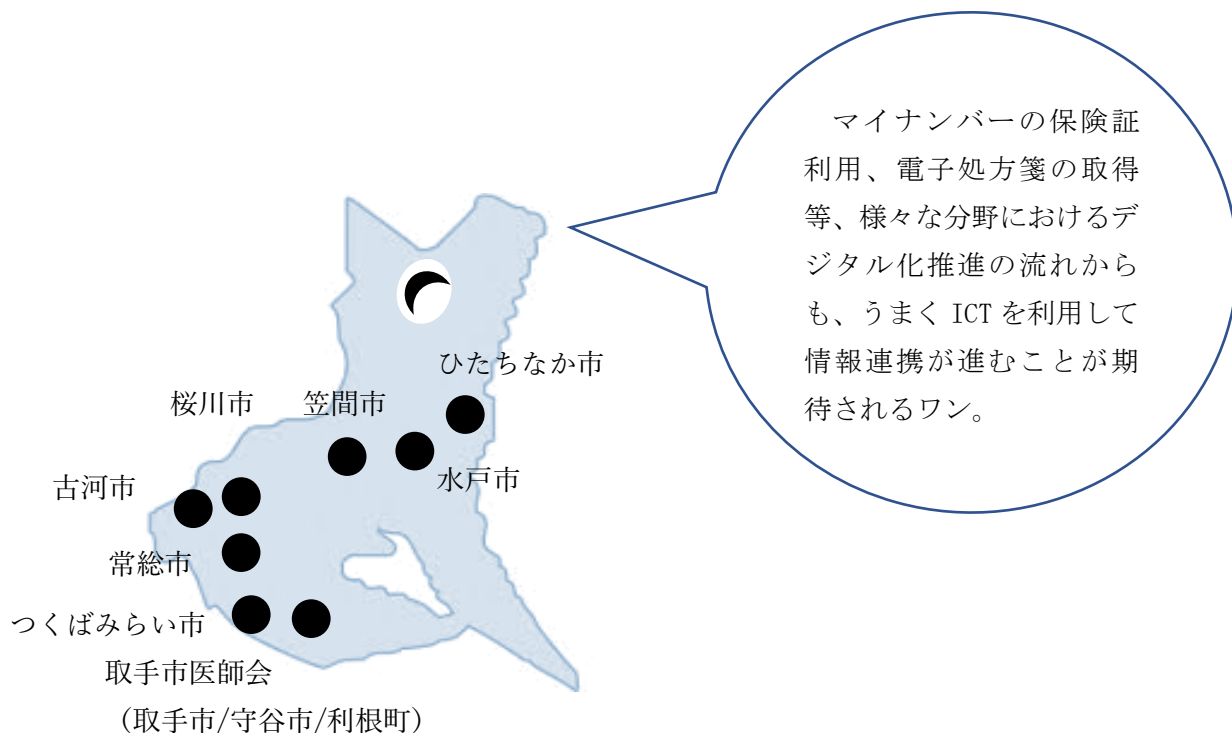 マイナンバーの保険証
利用、電子処方箋の取得
等、様々な分野におけるデ
ジタル化推進の流れから
も、うまく ICT を利用して
情報連携が進むことが期
待されるワン。
ひたちなか市
桜川市
笠間市
水戸市
古河市
常総市
つくばみらい市
取手市医師会
（取手市/守谷市/利根町）